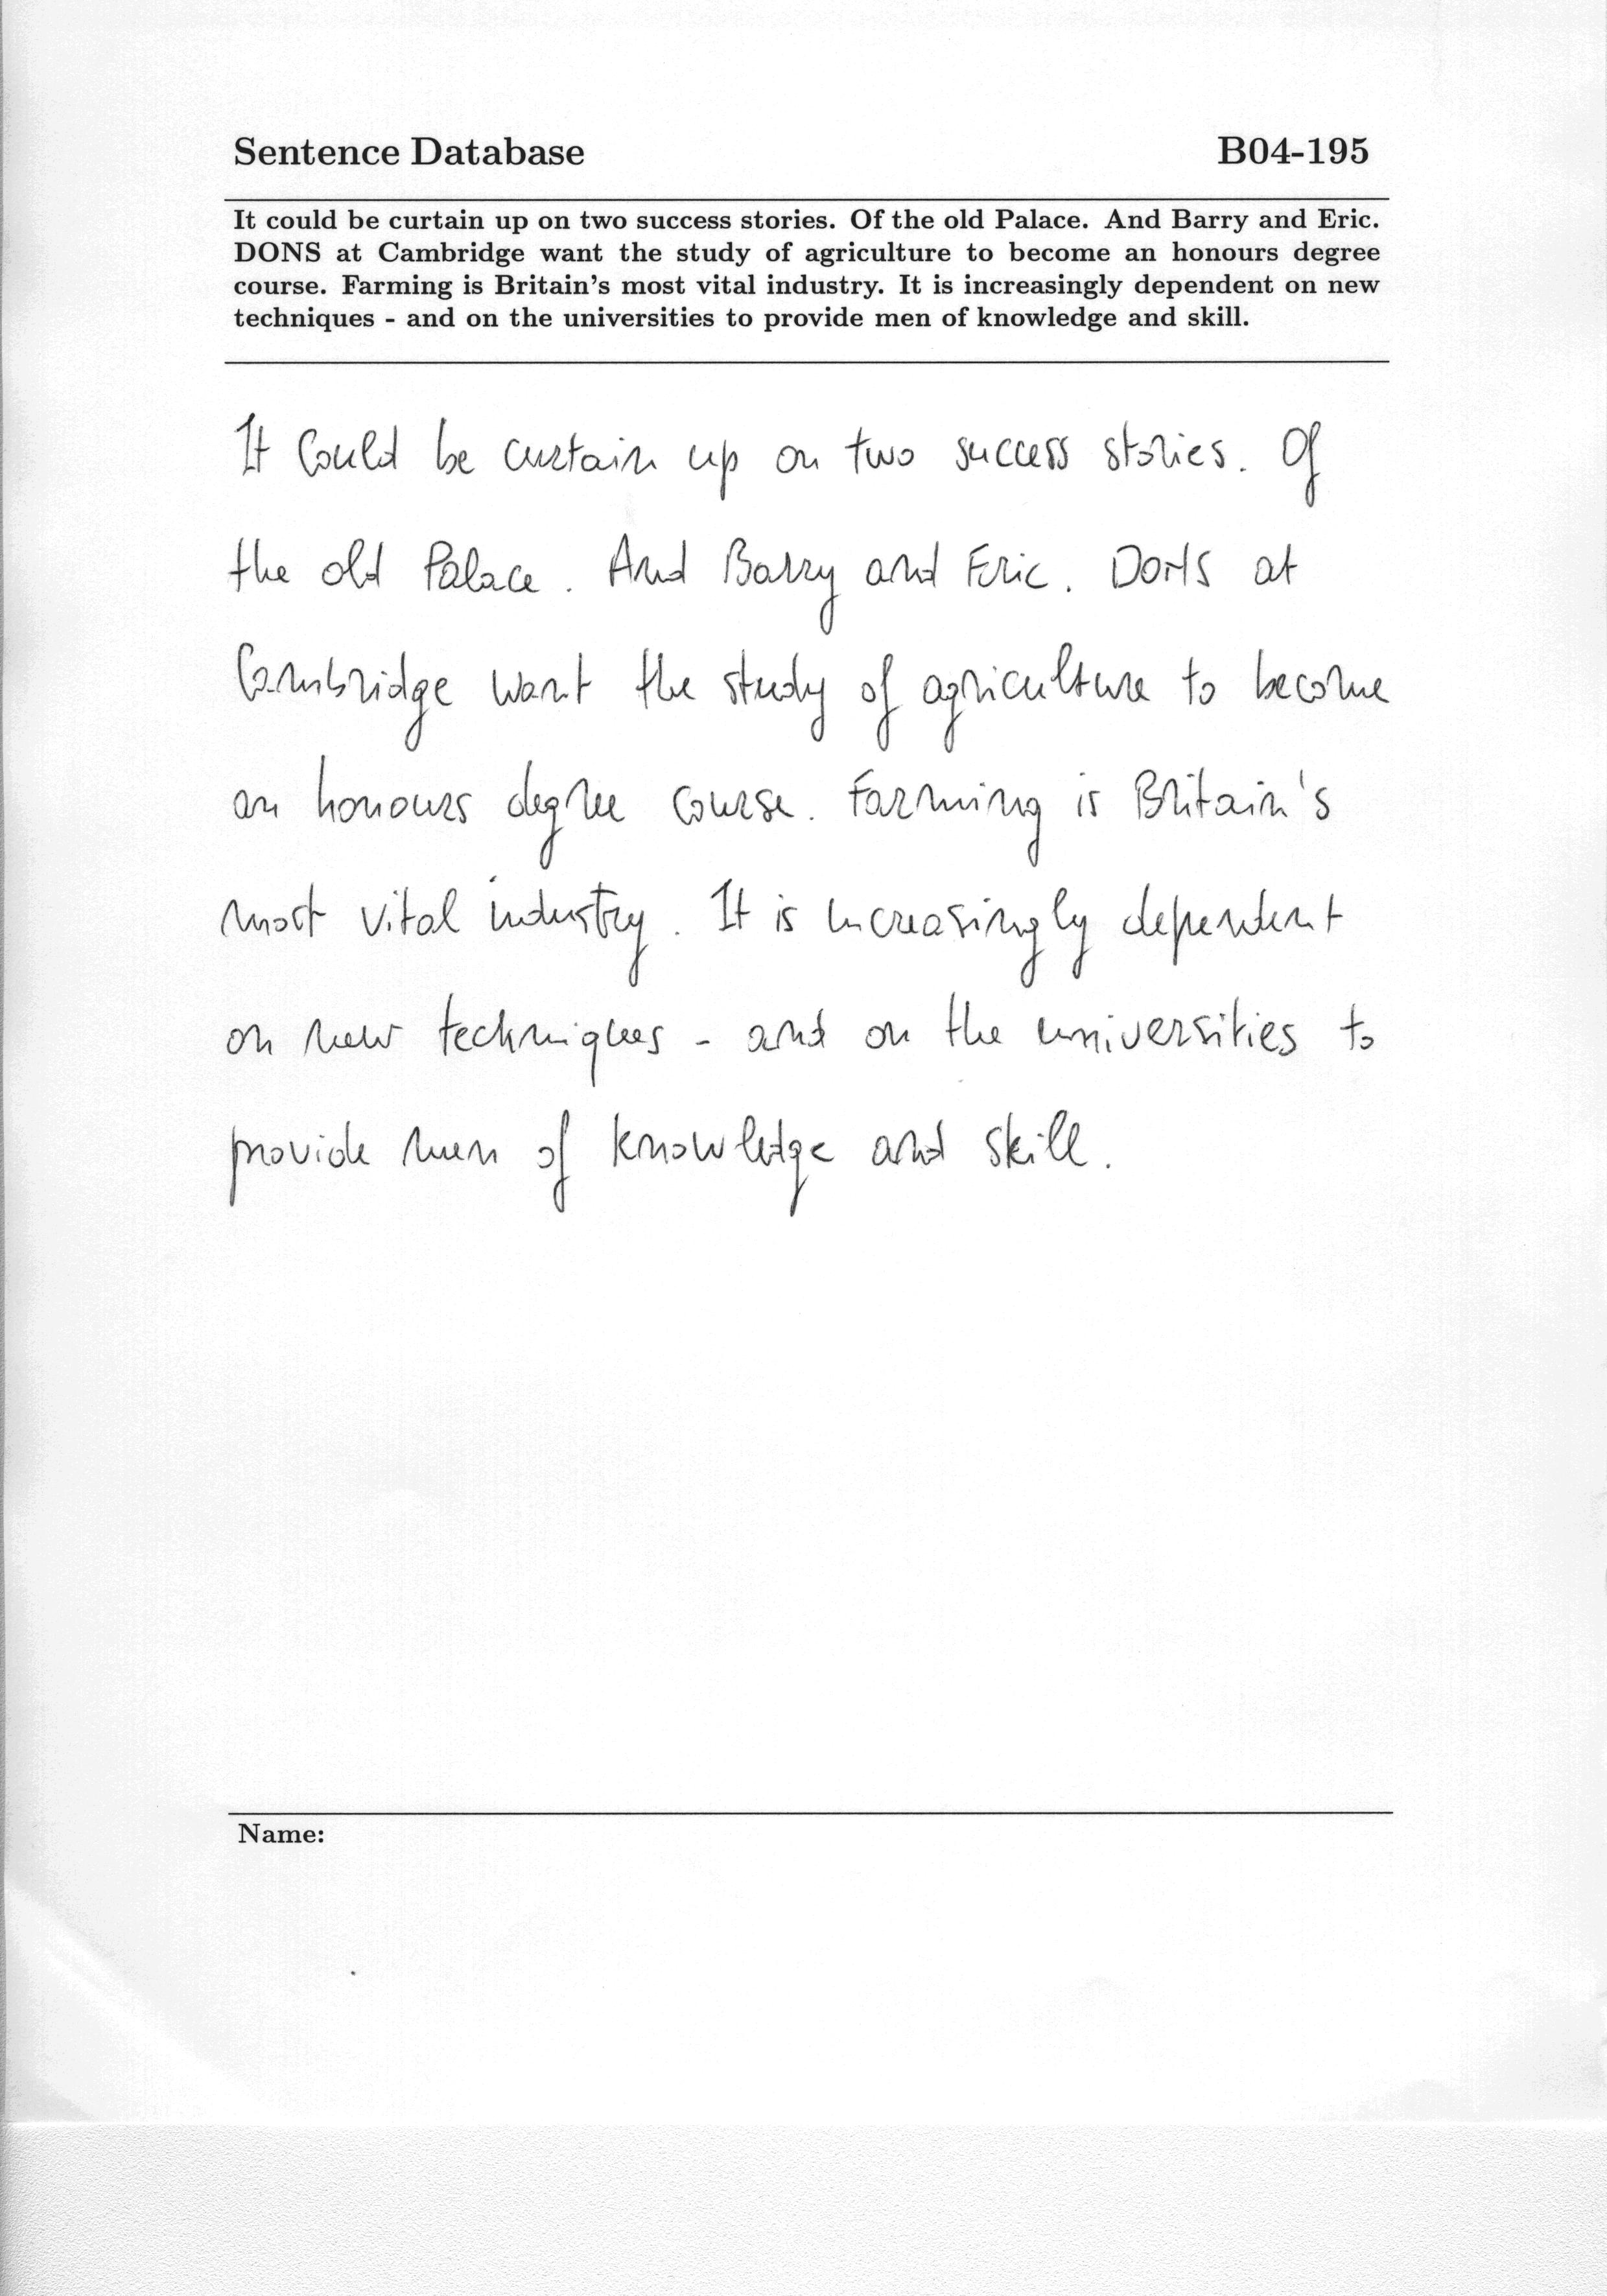 Sentence Database B04-195
It could be curtain up on two success stories. Of the old Palace. And Barry and Eric.
DONS at Cambridge want the study of agriculture to become an honours degree
course. Farming is Britain's most vital industry. It is increasingly dependent on new
techniques - and on the universities to provide men of knowledge and skill.
It could be curtain up on two success stories. Of
the old Palace. And Barry and Eric. DONS at
Cambridge want the study of agriculture to become
an honours degree course. Farming is Britain's
most vital industry. It is increasingly dependent
on new techniques - and on the universities to
provide men of knowledge and skill.
Name: